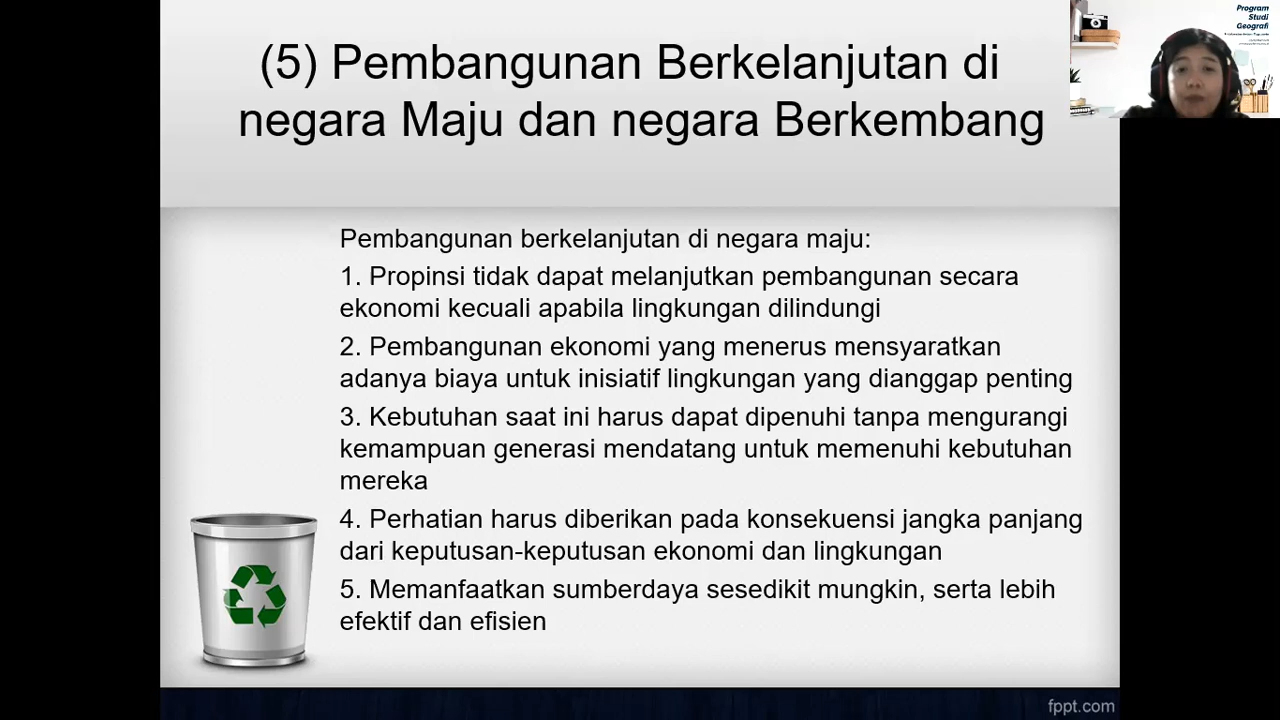 (5) Pembangunan Berkelanjutan di
negara Maju dan negara Berkembang
Program
Studi
Geografi
Pembangunan berkelanjutan di negara maju:
1. Propinsi tidak dapat melanjutkan pembangunan secara
ekonomi kecuali apabila lingkungan dilindungi
2. Pembangunan ekonomi yang menerus mensyaratkan
adanya biaya untuk inisiatif lingkungan yang dianggap penting
3. Kebutuhan saat ini harus dapat dipenuhi tanpa mengurangi
kemampuan generasi mendatang untuk memenuhi kebutuhan
mereka
4. Perhatian harus diberikan pada konsekuensi jangka panjang
dari keputusan-keputusan ekonomi dan lingkungan
5. Memanfaatkan sumberdaya sesedikit mungkin, serta lebih
efektif dan efisien
fppt.com